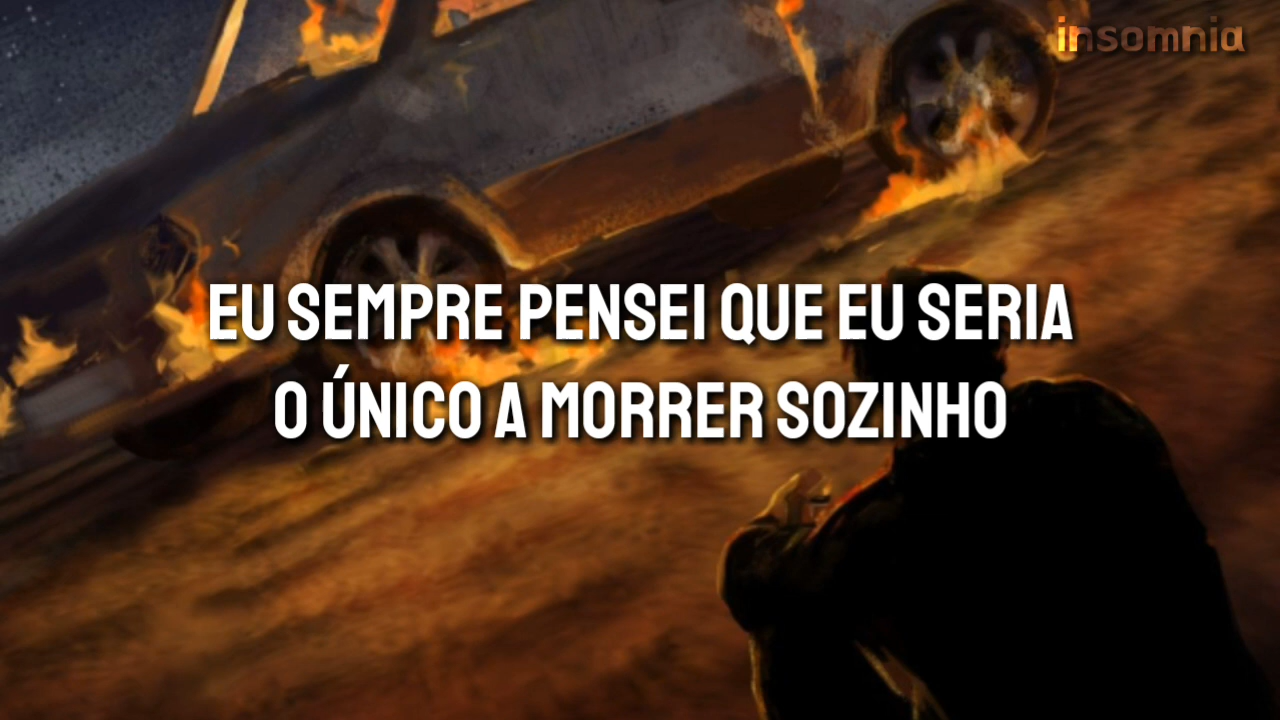 insomnia
EU SEMPRE PENSEI QUE EU SERIA
O ÚNICO A MORRER SOZINHO